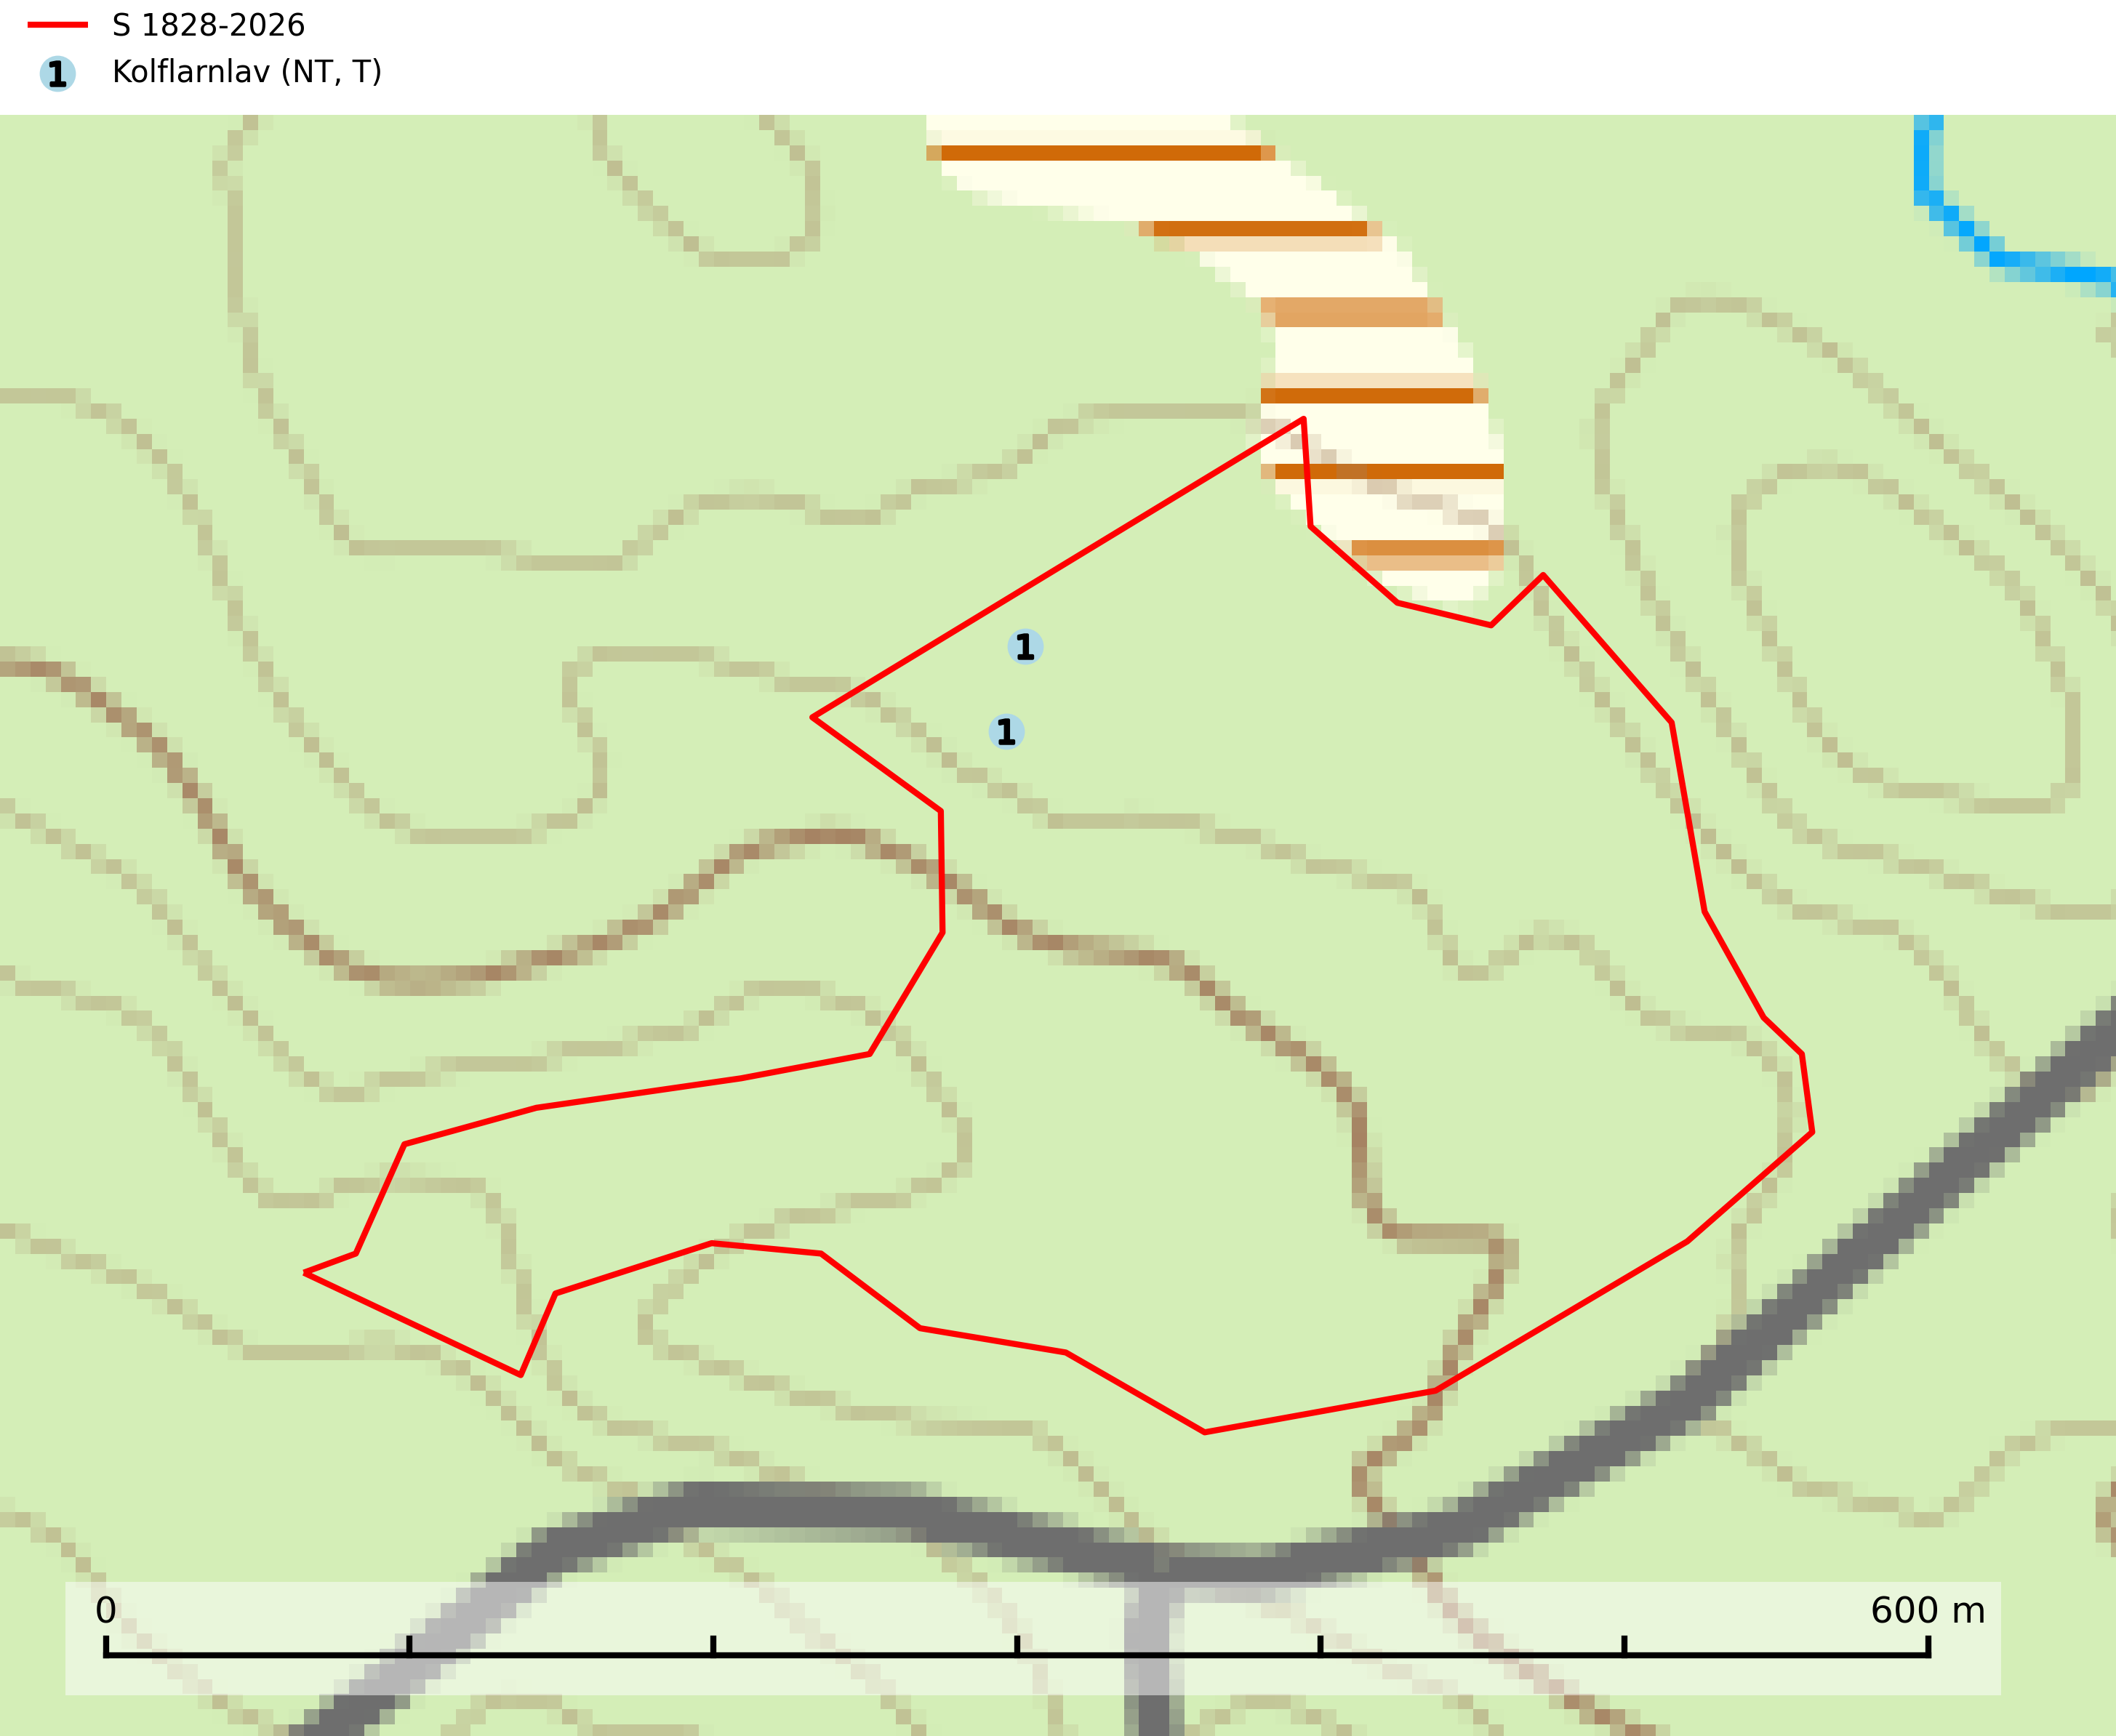 S 1828-2026
1 Kolflarnlav (NT, T)
1
1
0 600 m